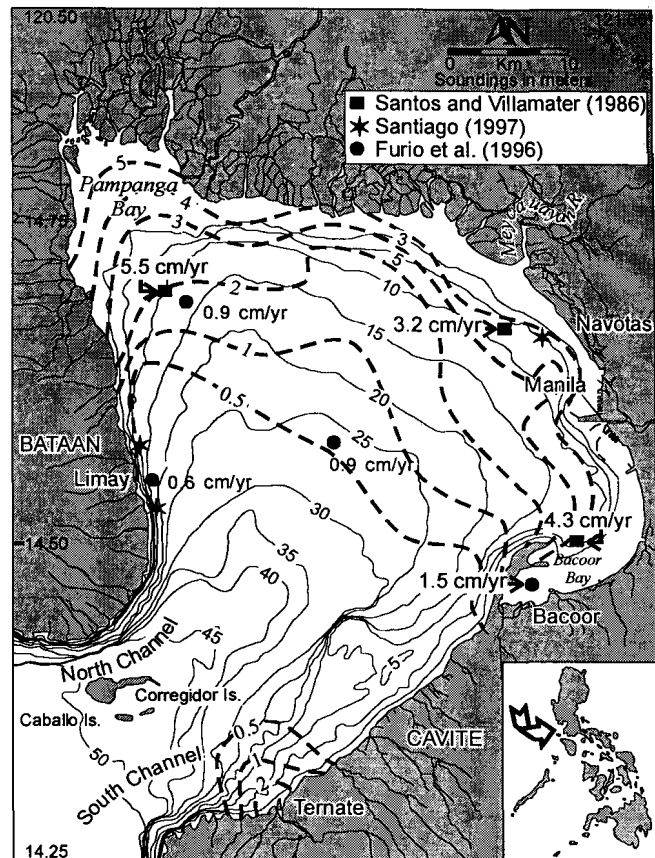 120.50
121.00
N
0 Km. 10
Soundings in meters
Santos and Villamater (1986)
Santiago (1997)
Furio et al. (1996)
5
Pampanga
Bay
4
3
14.75
3
5
10
5.5 cm/yr
2
0.9 cm/yr
15
3.2 cm/yr
Navotas
1
Manila
20
0.5
25
BATAAN
Limay
0.6 cm/yr
0.9 cm/yr
30
4.3 cm/yr
14.50
35
Bacoor
Bay
40
1.5 cm/yr
Bacoor
45
North Channel
5
Corregidor Is.
Caballo Is.
50
0.5
CAVITE
South Channel
1
2
Ternate
14.25